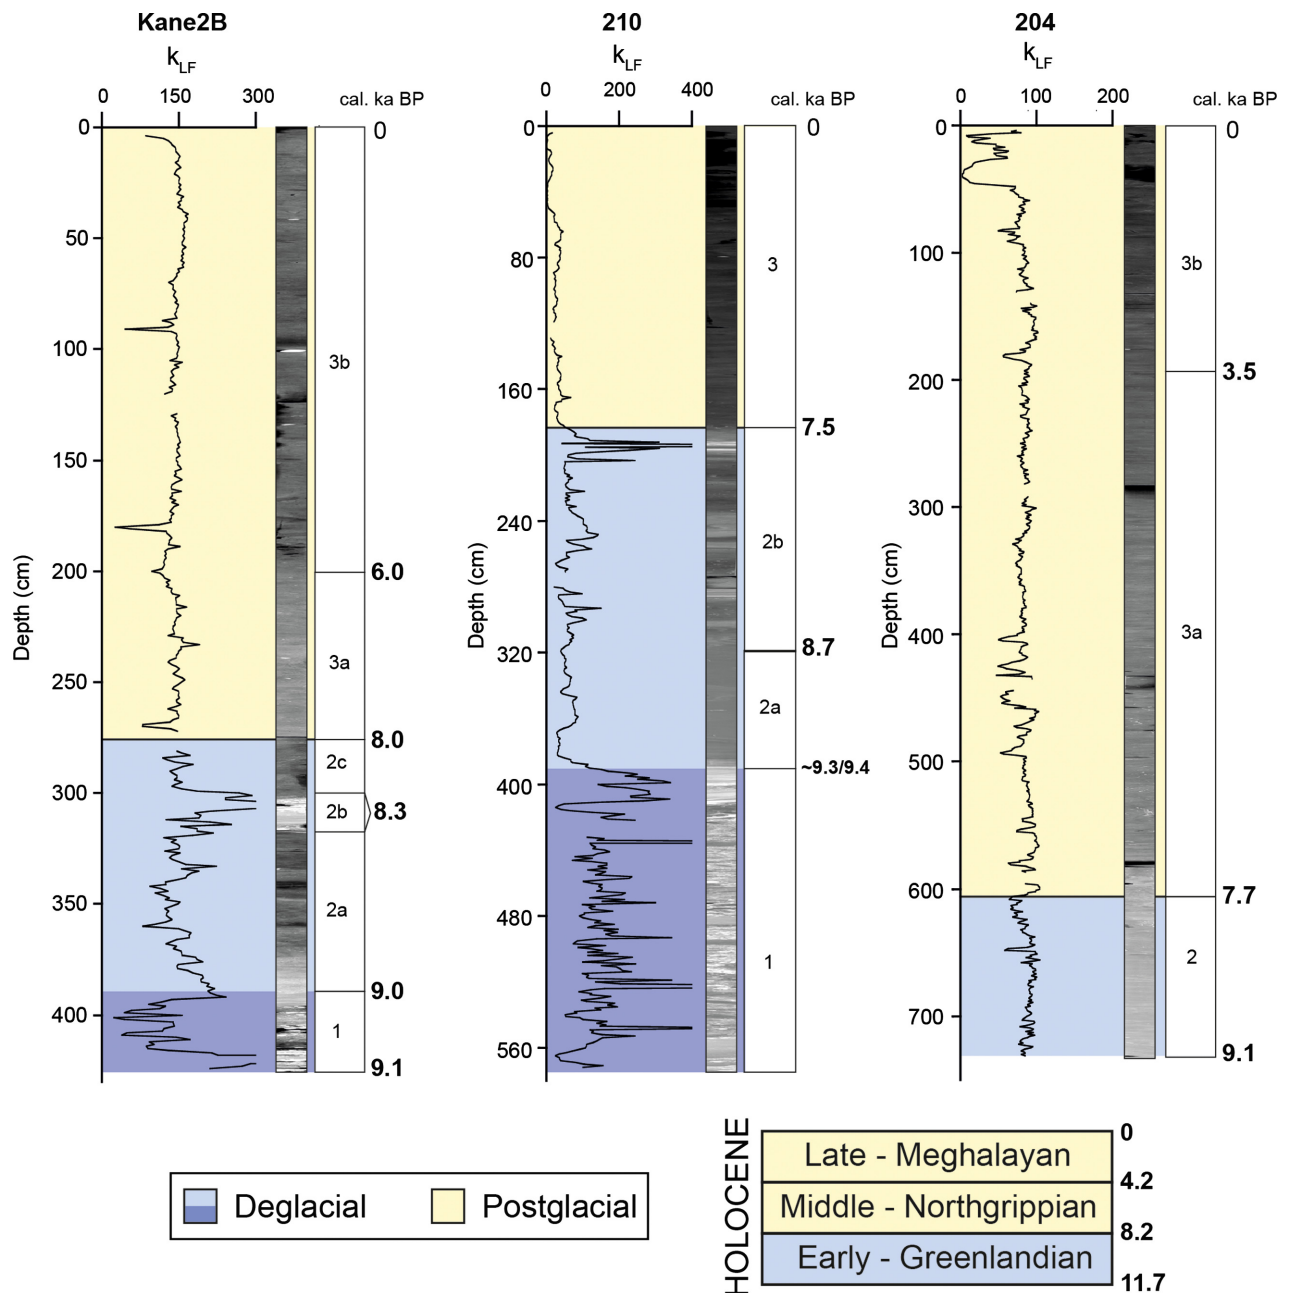 Kane2B
k_LF
0 150 300
cal. ka BP
0
50
100
150
200
250
300
350
400
Depth (cm)
3b
3a
2c
2b
2a
1
0
6.0
8.0
8.3
9.0
9.1
210
k_LF
0 200 400
cal. ka BP
0
80
160
240
320
400
480
560
Depth (cm)
3
2b
2a
1
0
7.5
8.7
~9.3/9.4
204
k_LF
0 100 200
cal. ka BP
0
100
200
300
400
500
600
700
Depth (cm)
3b
3a
2
0
3.5
7.7
9.1
Deglacial
Postglacial
HOLOCENE
Late - Meghalayan
Middle - Northgrippian
Early - Greenlandian
0
4.2
8.2
11.7